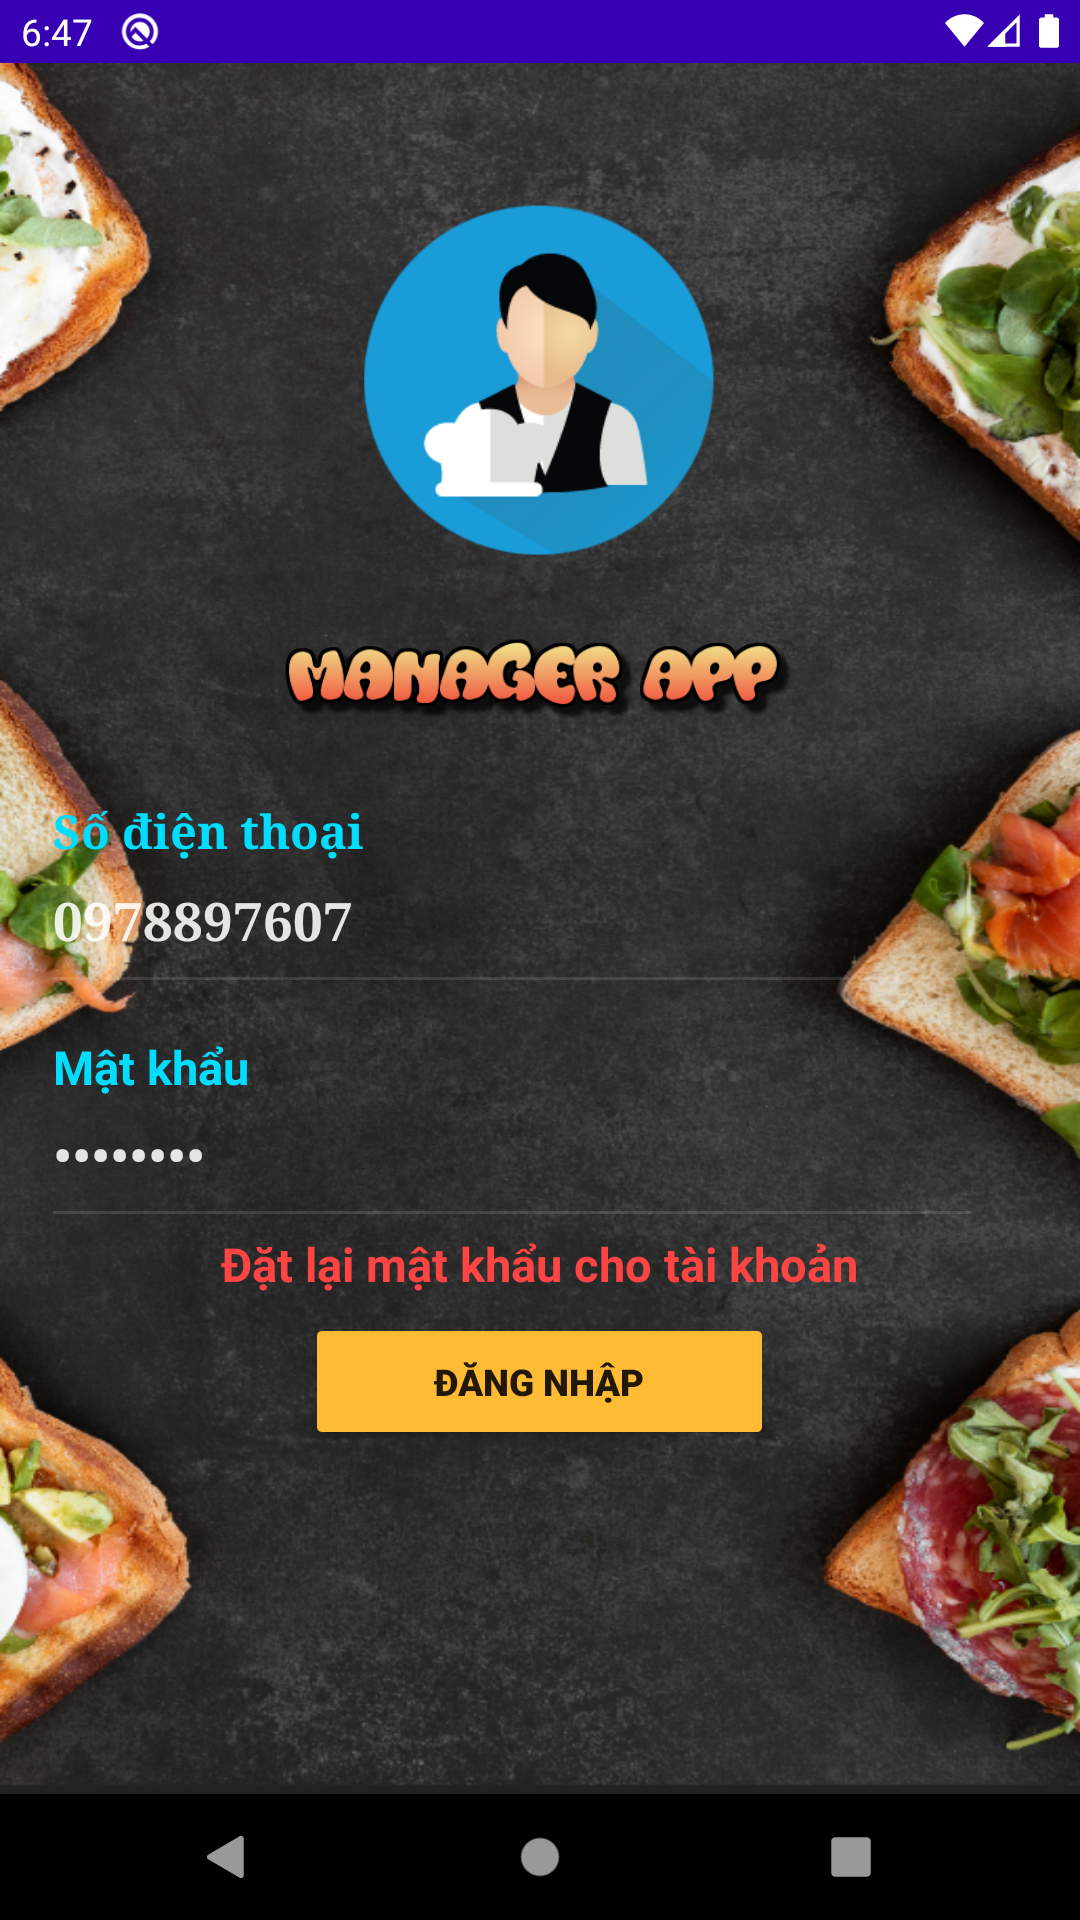 6:47
MANAGER APP
Số điện thoại
0978897607
Mật khẩu
••••••••
Đặt lại mật khẩu cho tài khoản
ĐĂNG NHẬP